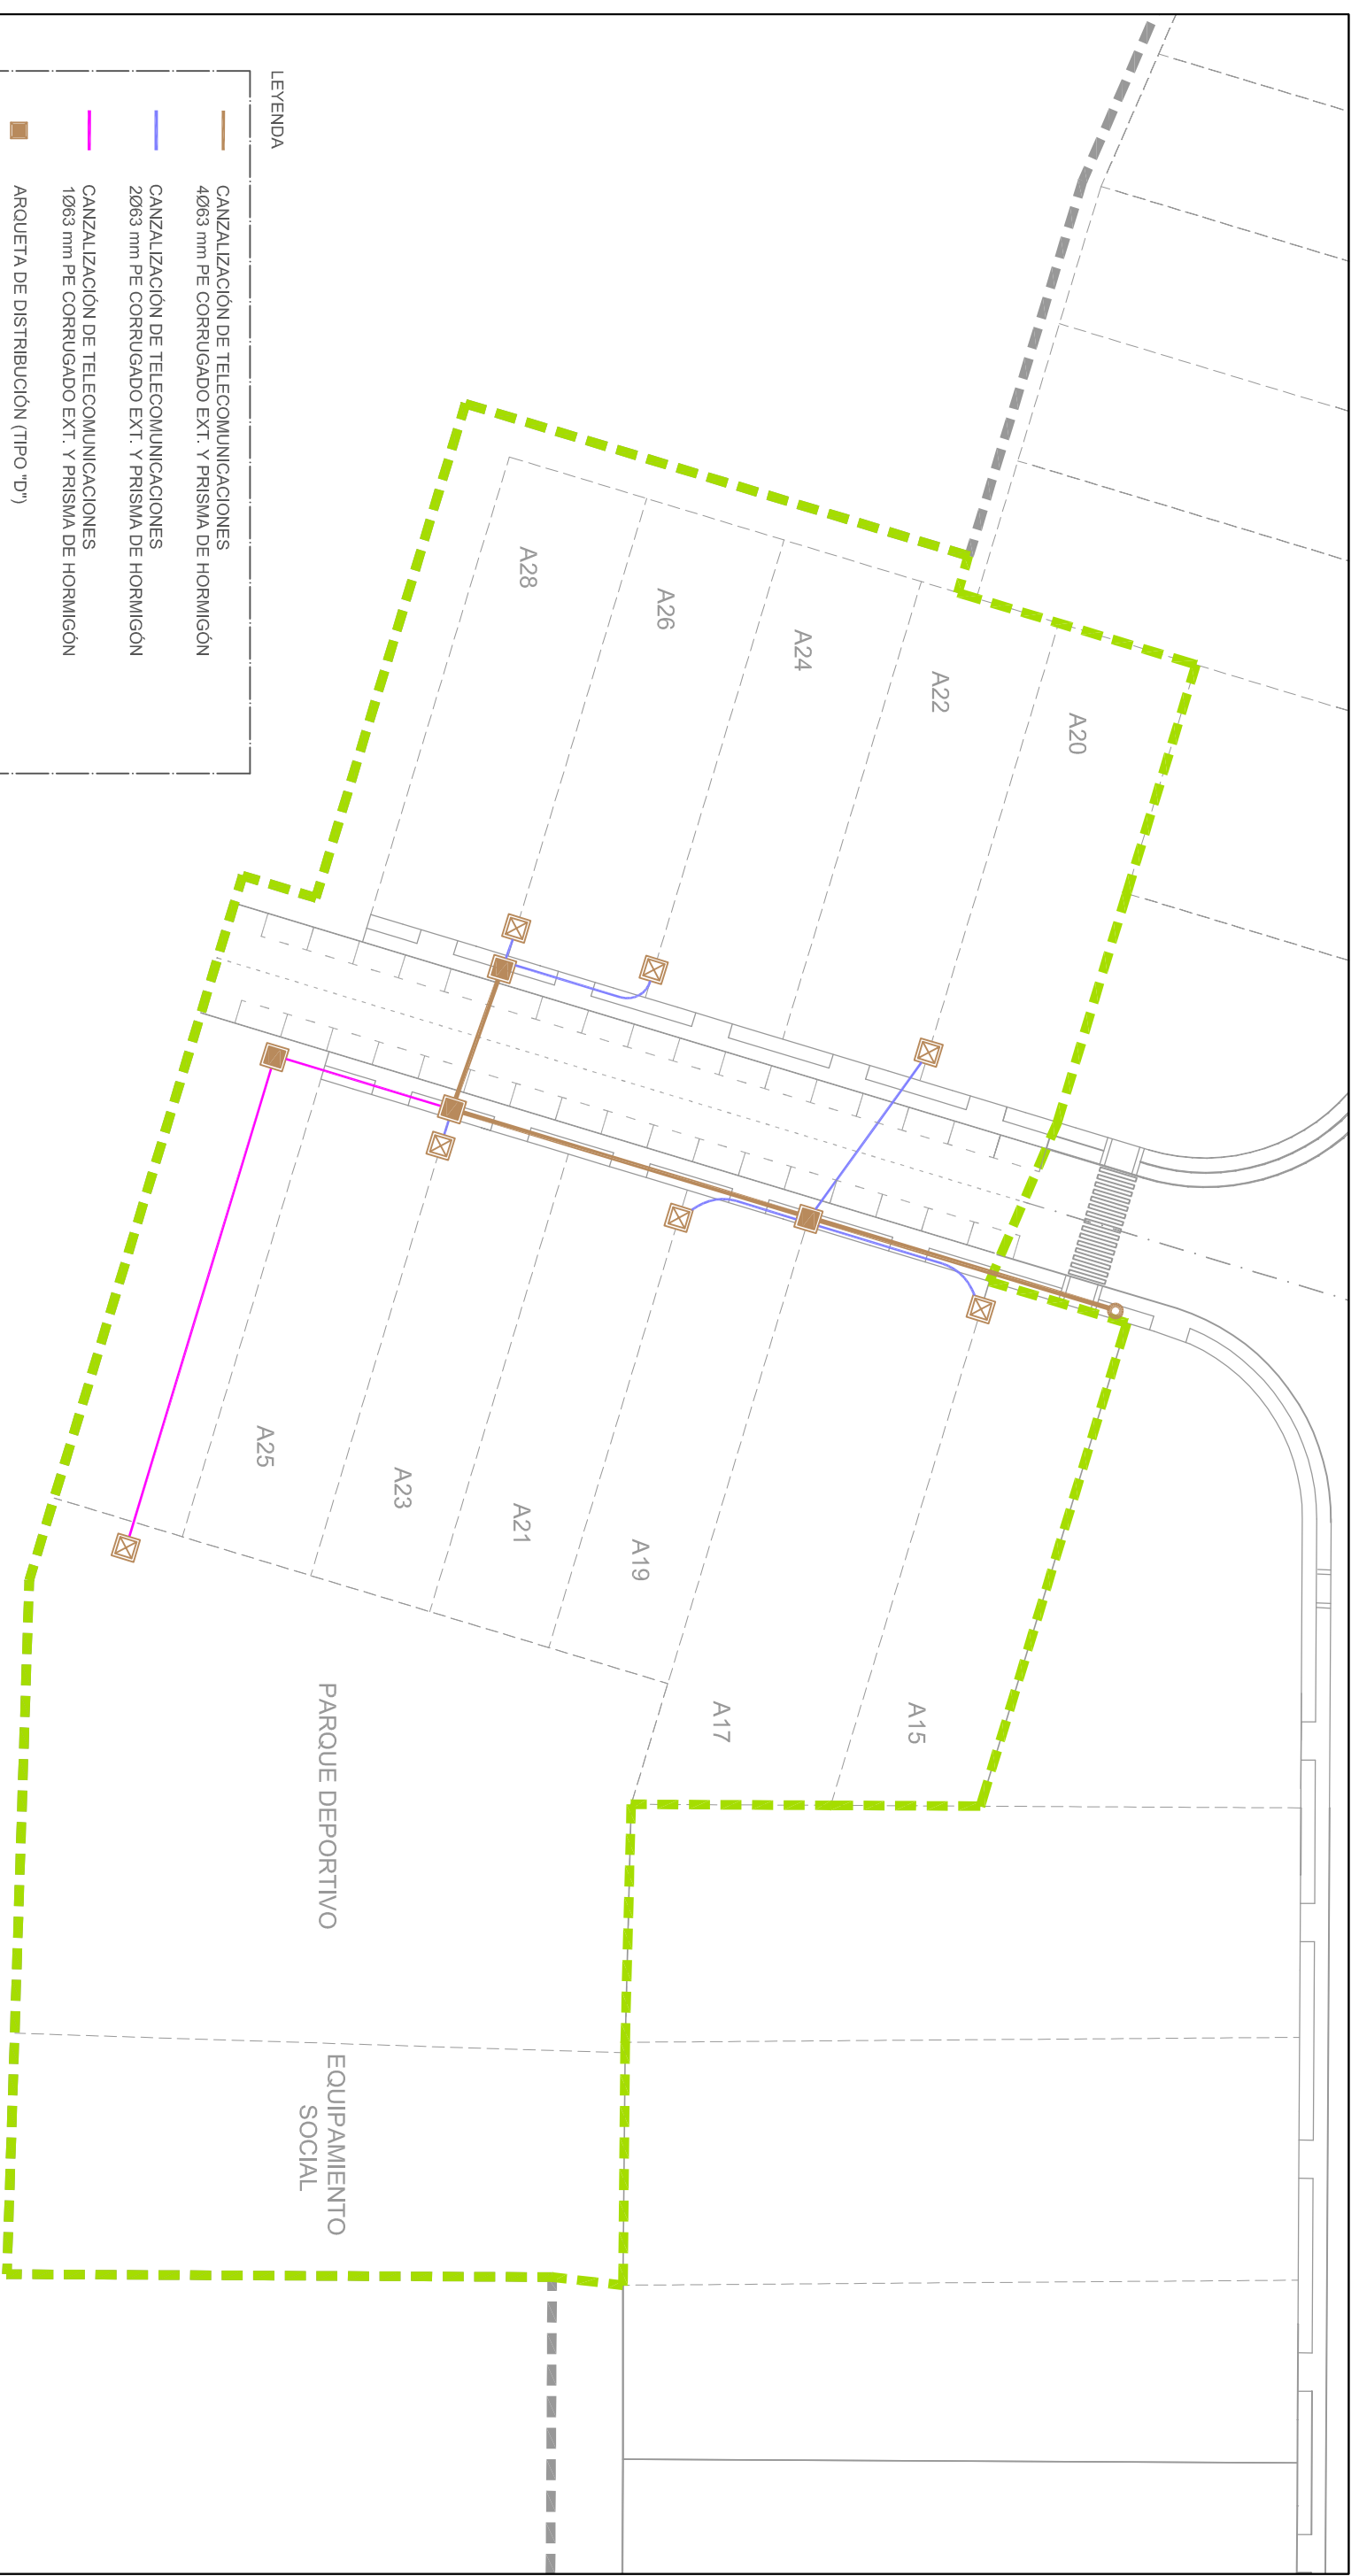 LEYENDA
CANZALIZACIÓN DE TELECOMUNICACIONES
4Ø63 mm PE CORRUGADO EXT. Y PRISMA DE HORMIGÓN
CANZALIZACIÓN DE TELECOMUNICACIONES
2Ø63 mm PE CORRUGADO EXT. Y PRISMA DE HORMIGÓN
CANZALIZACIÓN DE TELECOMUNICACIONES
1Ø63 mm PE CORRUGADO EXT. Y PRISMA DE HORMIGÓN
ARQUETA DE DISTRIBUCIÓN (TIPO "D")
A20
A22
A24
A26
A28
A15
A17
A19
A21
A23
A25
PARQUE DEPORTIVO
EQUIPAMIENTO
SOCIAL